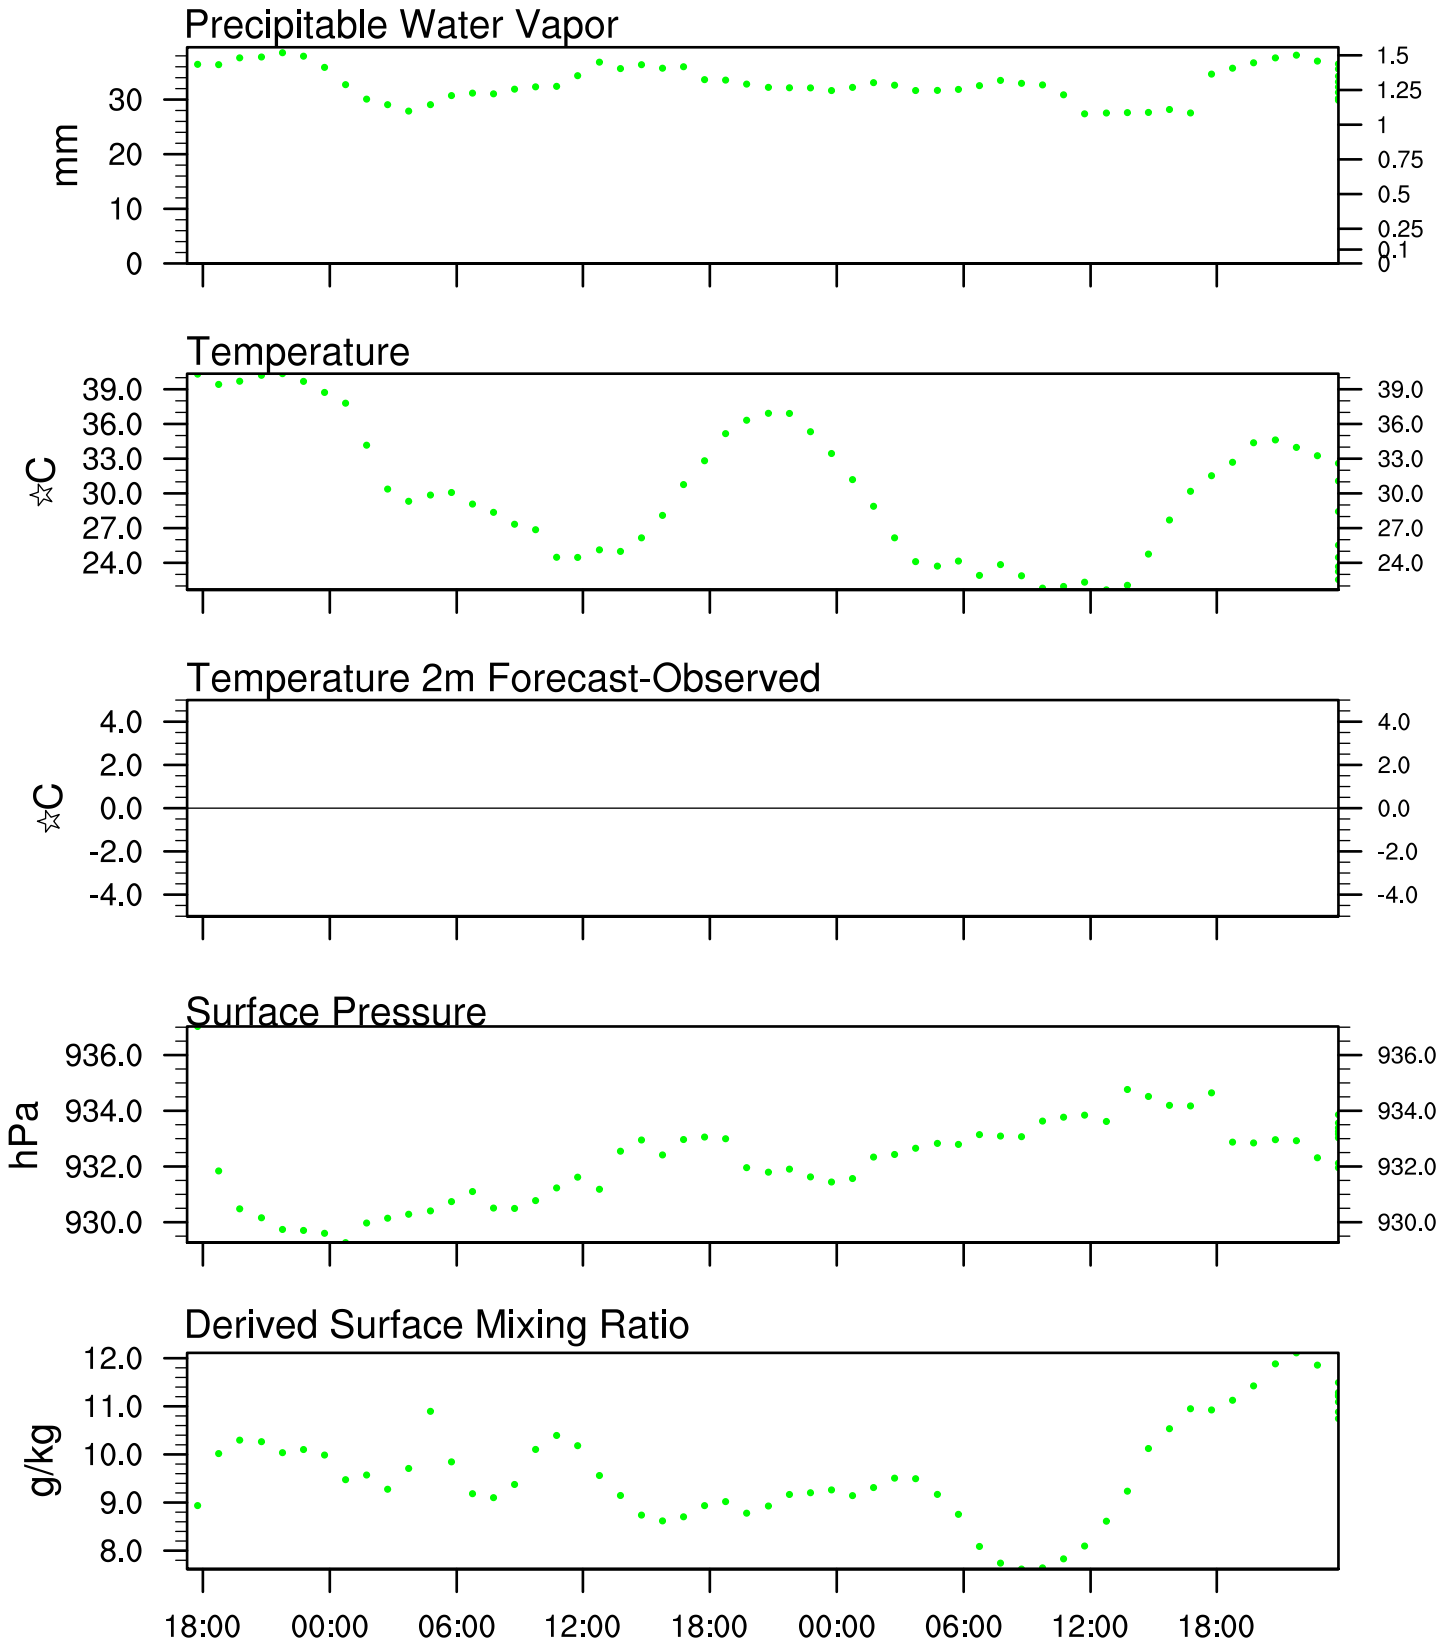 Precipitable Water Vapor
mm
30
20
10
0
1.5
1.25
1
0.75
0.5
0.25
0.1
0
Temperature
☆C
39.0 39.0
36.0 36.0
33.0 33.0
30.0 30.0
27.0 27.0
24.0 24.0
Temperature 2m Forecast-Observed
☆C
4.0 4.0
2.0 2.0
0.0 0.0
-2.0 -2.0
-4.0 -4.0
Surface Pressure
hPa
936.0 936.0
934.0 934.0
932.0 932.0
930.0 930.0
Derived Surface Mixing Ratio
g/kg
12.0
11.0
10.0
9.0
8.0
18:00 00:00 06:00 12:00 18:00 00:00 06:00 12:00 18:00